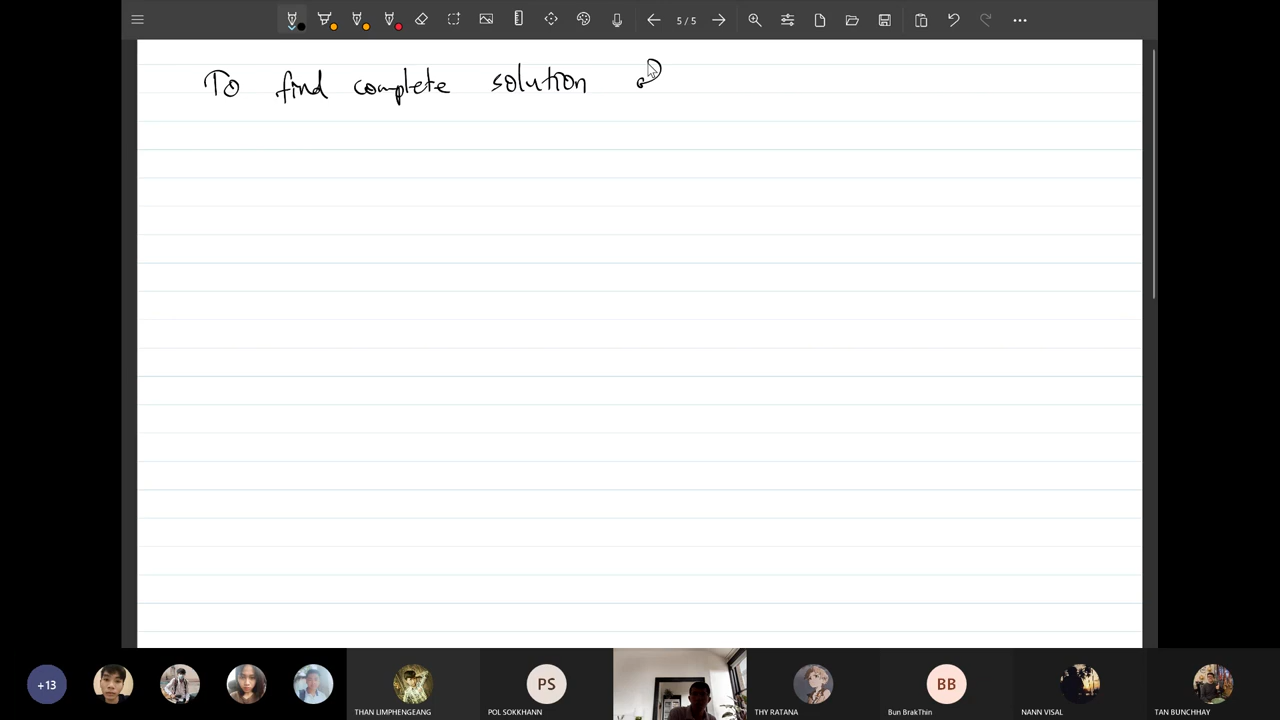 5/5
To find complete solution
+13
THAN LIMPHENGEANG
PS
POL SOKKHANN
THY RATANA
BB
Bun BrakThin
NANN VISAL
TAN BUNCHHAY